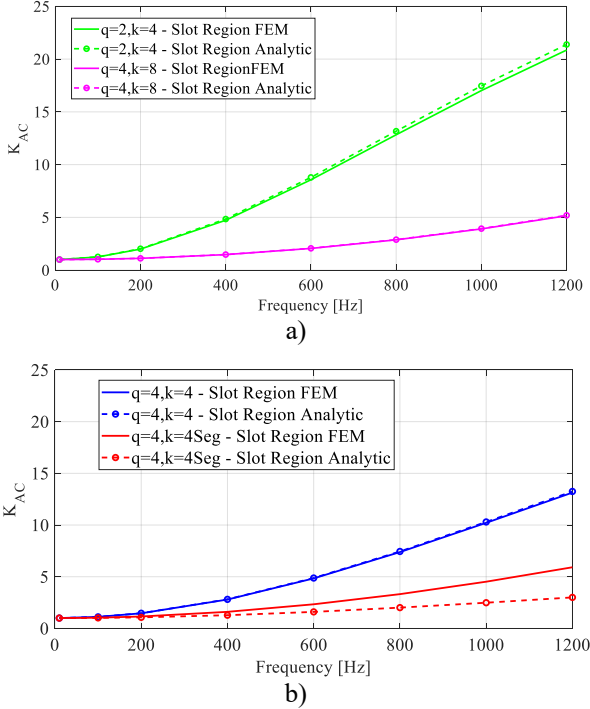 25
20
15
10
5
0
K_AC
q=2,k=4 - Slot Region FEM
q=2,k=4 - Slot Region Analytic
q=4,k=8 - Slot RegionFEM
q=4,k=8 - Slot Region Analytic
0 200 400 600 800 1000 1200
Frequency [Hz]
a)
25
20
15
10
5
0
K_AC
q=4,k=4 - Slot Region FEM
q=4,k=4 - Slot Region Analytic
q=4,k=4Seg - Slot Region FEM
q=4,k=4Seg - Slot Region Analytic
0 200 400 600 800 1000 1200
Frequency [Hz]
b)